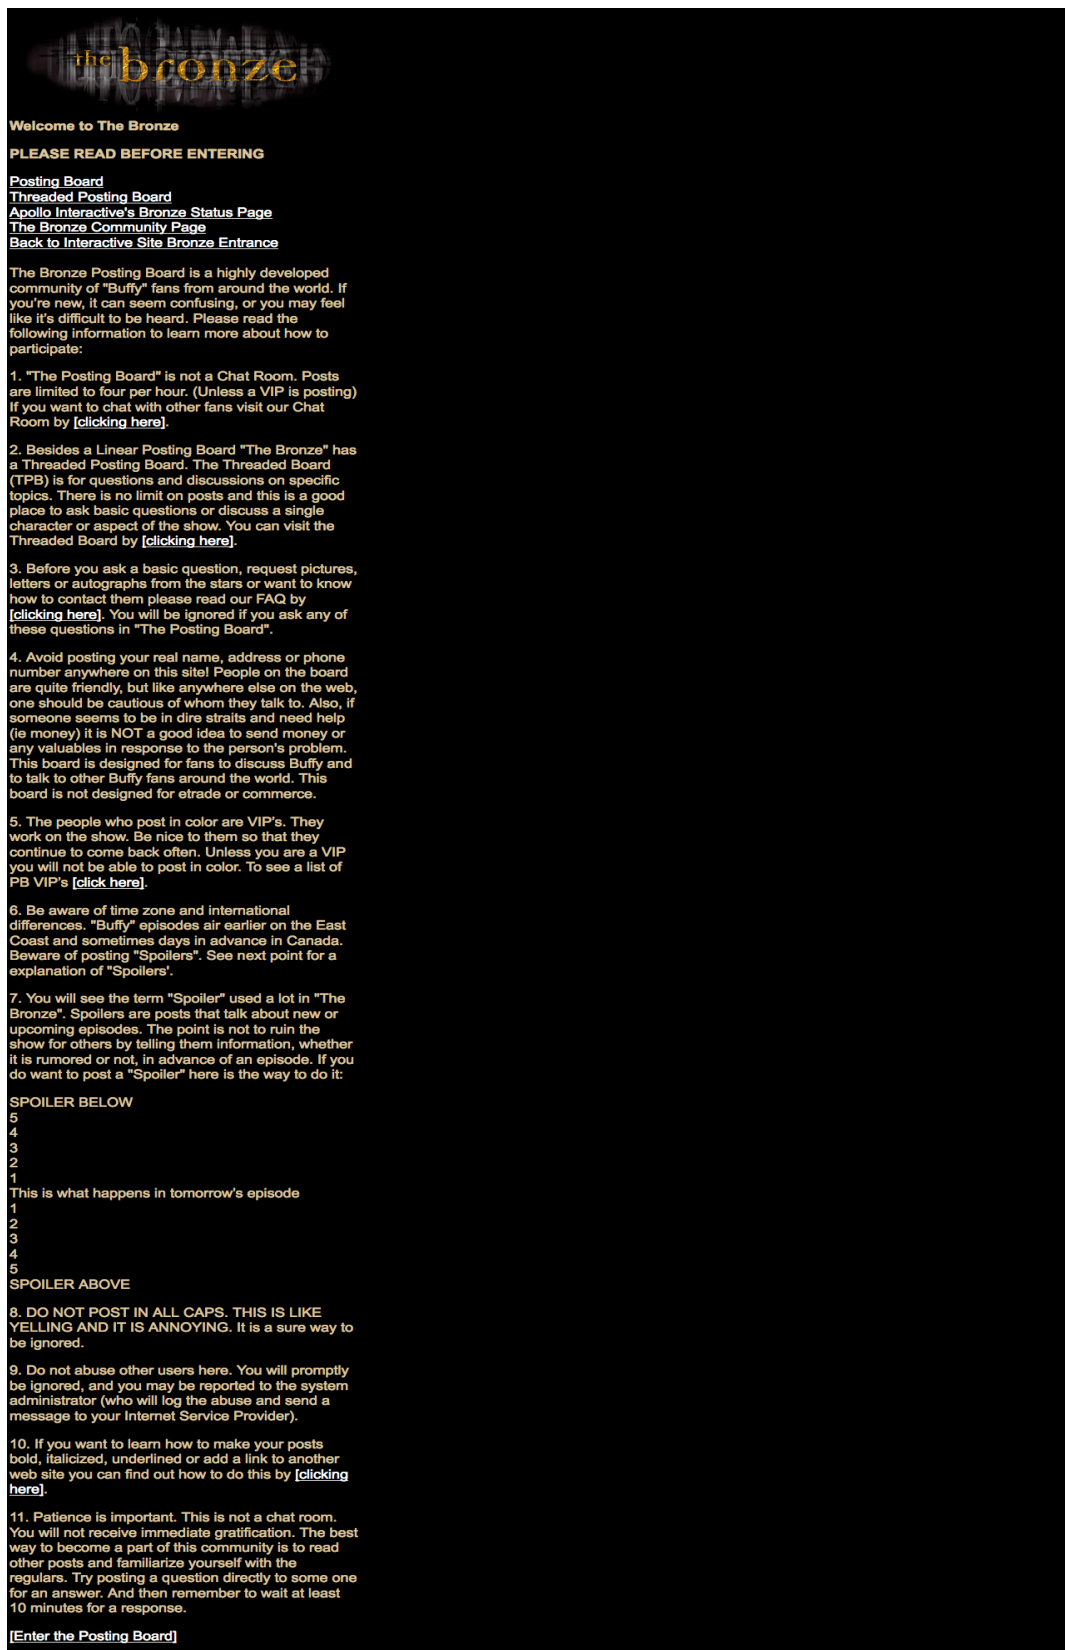 the bronze
Welcome to The Bronze
PLEASE READ BEFORE ENTERING
Posting Board
Threaded Posting Board
Apollo Interactive's Bronze Status Page
The Bronze Community Page
Back to Interactive Site Bronze Entrance
The Bronze Posting Board is a highly developed
community of "Buffy" fans from around the world. If
you're new, it can seem confusing, or you may feel
like it's difficult to be heard. Please read the
following information to learn more about how to
participate:
1. "The Posting Board" is not a Chat Room. Posts
are limited to four per hour. (Unless a VIP is posting)
If you want to chat with other fans visit our Chat
Room by [clicking here].
2. Besides a Linear Posting Board "The Bronze" has
a Threaded Posting Board. The Threaded Board
(TPB) is for questions and discussions on specific
topics. There is no limit on posts and this is a good
place to ask basic questions or discuss a single
character or aspect of the show. You can visit the
Threaded Board by [clicking here].
3. Before you ask a basic question, request pictures,
letters or autographs from the stars or want to know
how to contact them please read our FAQ by
[clicking here]. You will be ignored if you ask any of
these questions in "The Posting Board".
4. Avoid posting your real name, address or phone
number anywhere on this site! People on the board
are quite friendly, but like anywhere else on the web,
one should be cautious of whom they talk to. Also, if
someone seems to be in dire straits and need help
(ie money) it is NOT a good idea to send money or
any valuables in response to the person's problem.
This board is designed for fans to discuss Buffy and
to talk to other Buffy fans around the world. This
board is not designed for etrade or commerce.
5. The people who post in color are VIP's. They
work on the show. Be nice to them so that they
continue to come back often. Unless you are a VIP
you will not be able to post in color. To see a list of
PB VIP's [click here].
6. Be aware of time zone and international
differences. "Buffy" episodes air earlier on the East
Coast and sometimes days in advance in Canada.
Beware of posting "Spoilers". See next point for a
explanation of "Spoilers'.
7. You will see the term "Spoiler" used a lot in "The
Bronze". Spoilers are posts that talk about new or
upcoming episodes. The point is not to ruin the
show for others by telling them information, whether
it is rumored or not, in advance of an episode. If you
do want to post a "Spoiler" here is the way to do it:
SPOILER BELOW
5
4
3
2
1
This is what happens in tomorrow's episode
1
2
3
4
5
SPOILER ABOVE
8. DO NOT POST IN ALL CAPS. THIS IS LIKE
YELLING AND IT IS ANNOYING. It is a sure way to
be ignored.
9. Do not abuse other users here. You will promptly
be ignored, and you may be reported to the system
administrator (who will log the abuse and send a
message to your Internet Service Provider).
10. If you want to learn how to make your posts
bold, italicized, underlined or add a link to another
web site you can find out how to do this by [clicking
here].
11. Patience is important. This is not a chat room.
You will not receive immediate gratification. The best
way to become a part of this community is to read
other posts and familiarize yourself with the
regulars. Try posting a question directly to some one
for an answer. And then remember to wait at least
10 minutes for a response.
[Enter the Posting Board]